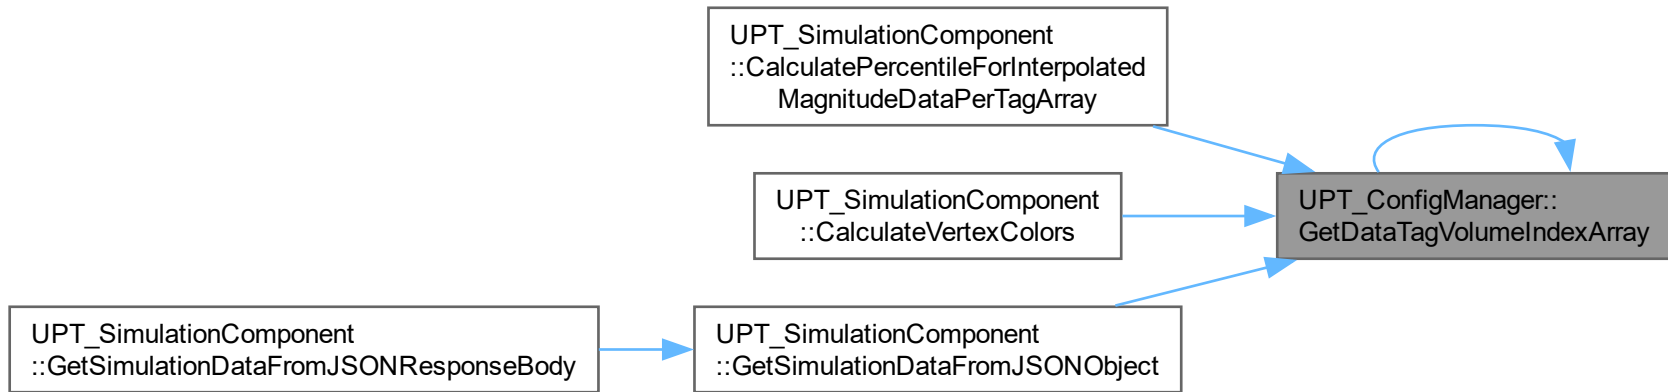 UPT_SimulationComponent
::CalculatePercentileForInterpolated
MagnitudeDataPerTagArray
UPT_SimulationComponent
::CalculateVertexColors
UPT_ConfigManager::
GetDataTagVolumeIndexArray
UPT_SimulationComponent
::GetSimulationDataFromJSONResponseBody
UPT_SimulationComponent
::GetSimulationDataFromJSONObject